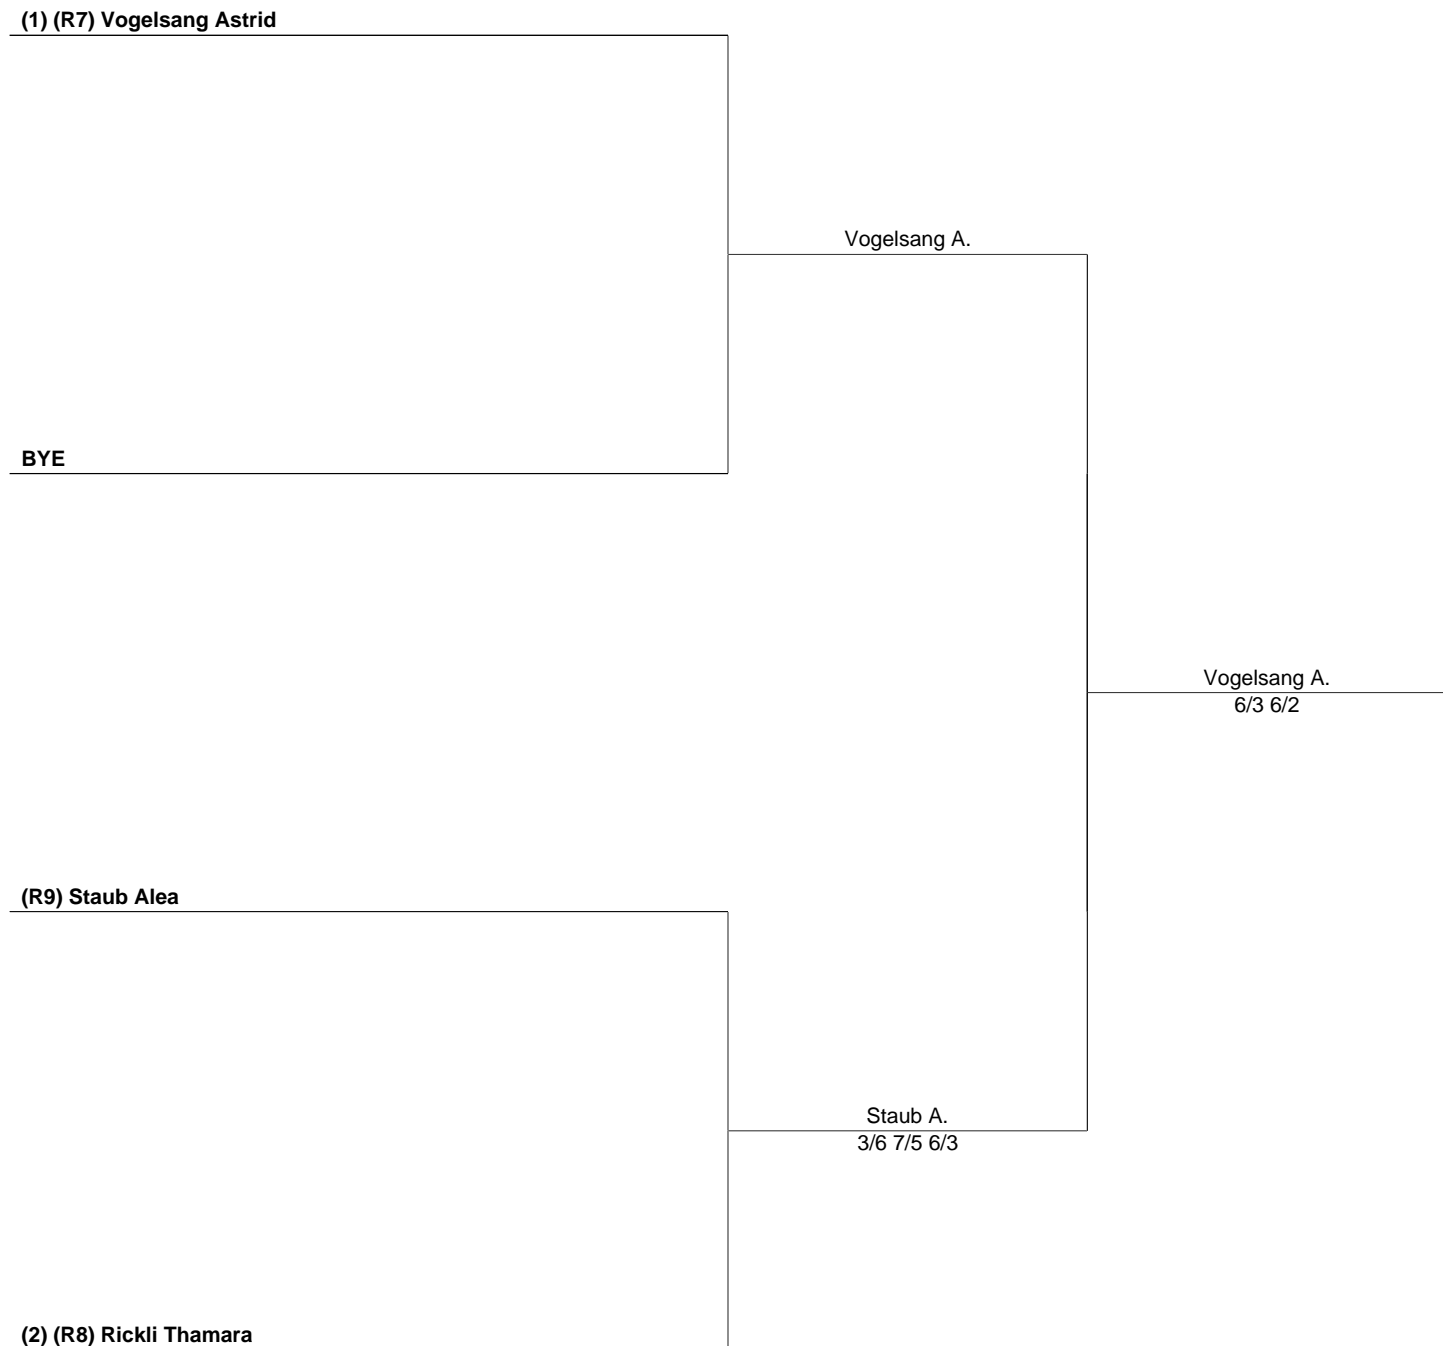 (1) (R7) Vogelsang Astrid
Vogelsang A.
BYE
Vogelsang A.
6/3 6/2
(R9) Staub Alea
Staub A.
3/6 7/5 6/3
(2) (R8) Rickli Thamara